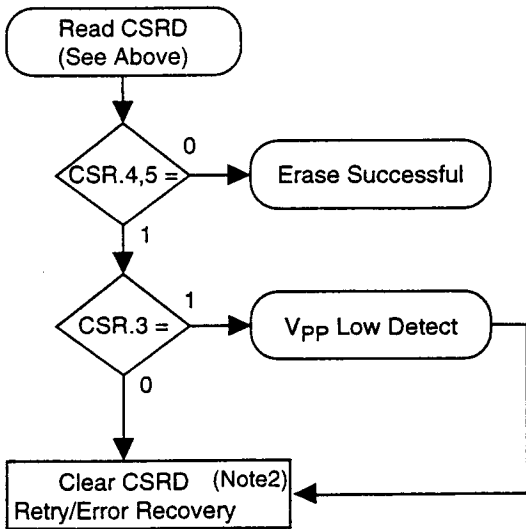 Read CSRD
(See Above)
CSR.4,5 =
0
Erase Successful
1
CSR.3 =
1
VPP Low Detect
0
Clear CSRD (Note2)
Retry/Error Recovery